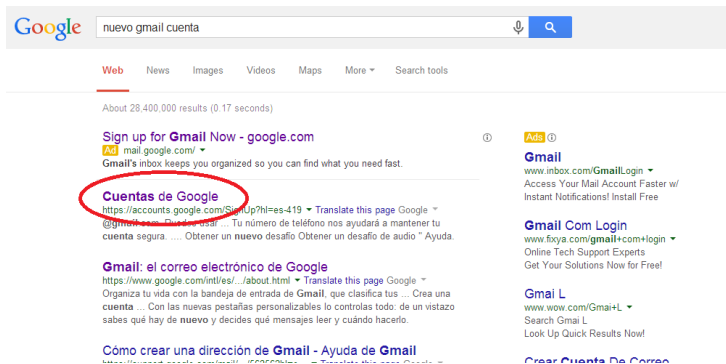 Google nuevo gmail cuenta
Web News Images Videos Maps More Search tools
About 28,400,000 results (0.17 seconds)
Sign up for Gmail Now - google.com
Ad mail.google.com/
Gmail's inbox keeps you organized so you can find what you need fast.
Cuentas de Google
https://accounts.google.com/SignUp?hl=es-419 Translate this page Google
@gmail.com. Puedes usar ... Tu número de teléfono nos ayudará a mantener tu
cuenta segura. .... Obtener un nuevo desafío Obtener un desafío de audio " Ayuda.
Gmail: el correo electrónico de Google
https://www.google.com/intl/es/.../about.html Translate this page Google
Organiza tu vida con la bandeja de entrada de Gmail, que clasifica tus ... Crea una
cuenta ... Con las nuevas pestañas personalizables lo controlas todo: de un vistazo
sabes qué hay de nuevo y decides qué mensajes leer y cuándo hacerlo.
Cómo crear una dirección de Gmail - Ayuda de Gmail
Ads
Gmail
www.inbox.com/GmailLogin
Access Your Mail Account Faster w/
Instant Notifications! Install Free
Gmail Com Login
www.fixya.com/gmail+com+login
Online Tech Support Experts
Get Your Solutions Now for Free!
Gmai L
www.wow.com/Gmai+L
Search Gmai L
Look Up Quick Results Now!
Crear Cuenta De Correo